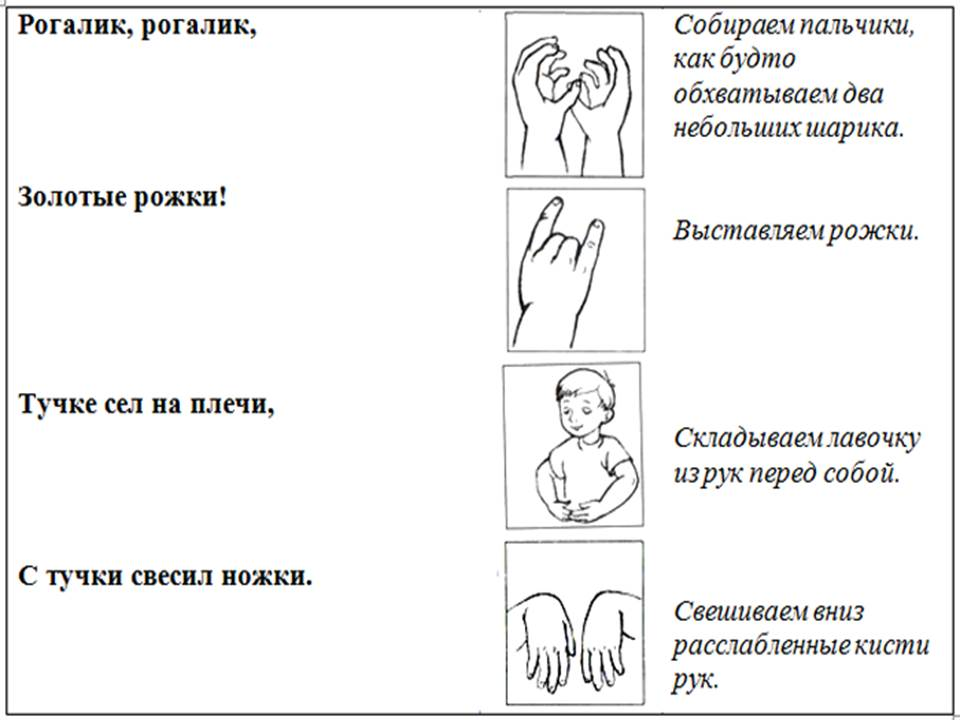 Рогалик, рогалик,
Собираем пальчики,
как будто
обхватываем два
небольших шарика.
Золотые рожки!
Выставляем рожки.
Тучке сел на плечи,
Складываем лавочку
из рук перед собой.
С тучки свесил ножки.
Свешиваем вниз
расслабленные кисти
рук.